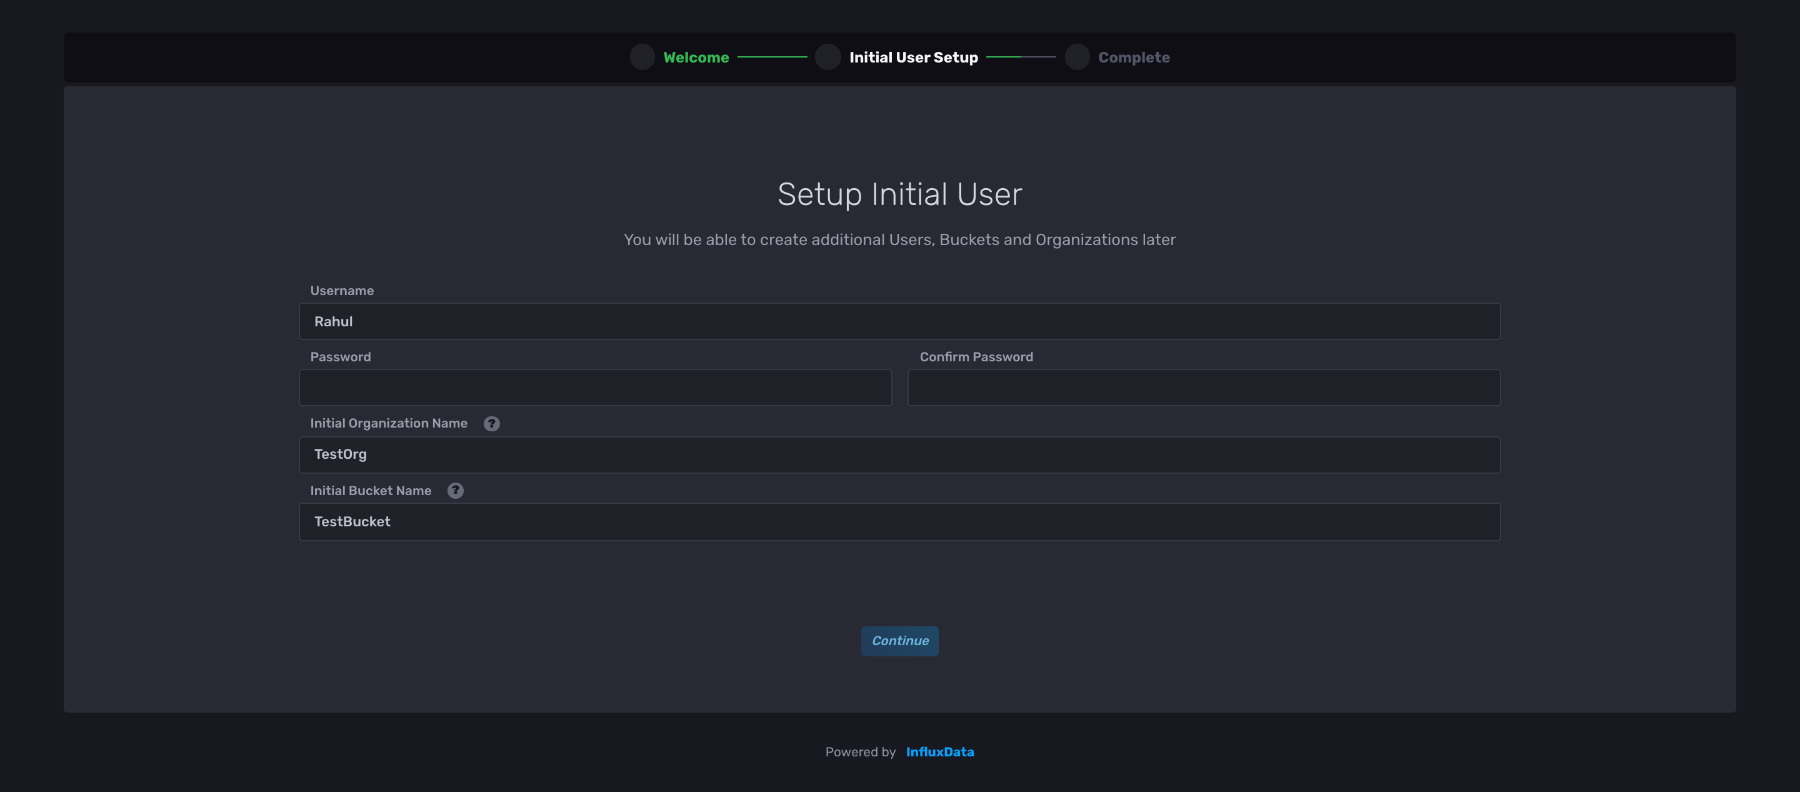 Welcome Initial User Setup Complete
Setup Initial User
You will be able to create additional Users, Buckets and Organizations later
Username
Rahul
Password Confirm Password
Initial Organization Name ?
TestOrg
Initial Bucket Name ?
TestBucket
Continue
Powered by InfluxData